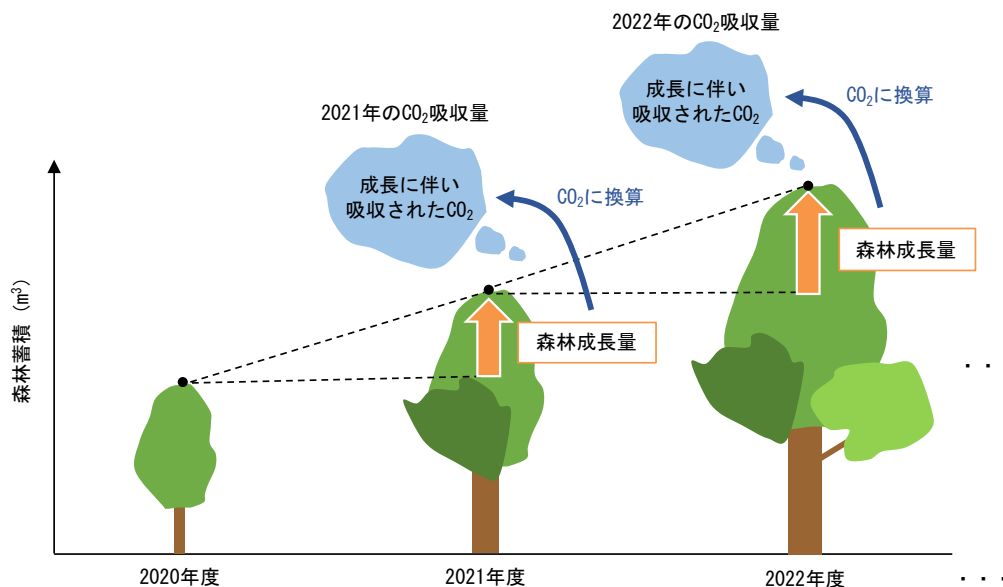 2022年のCO₂吸収量
成長に伴い
吸収されたCO₂
CO₂に換算
2021年のCO₂吸収量
成長に伴い
吸収されたCO₂
CO₂に換算
森林成長量
森林成長量
森林蓄積 (m³)
・・
2020年度
2021年度
2022年度
・・・